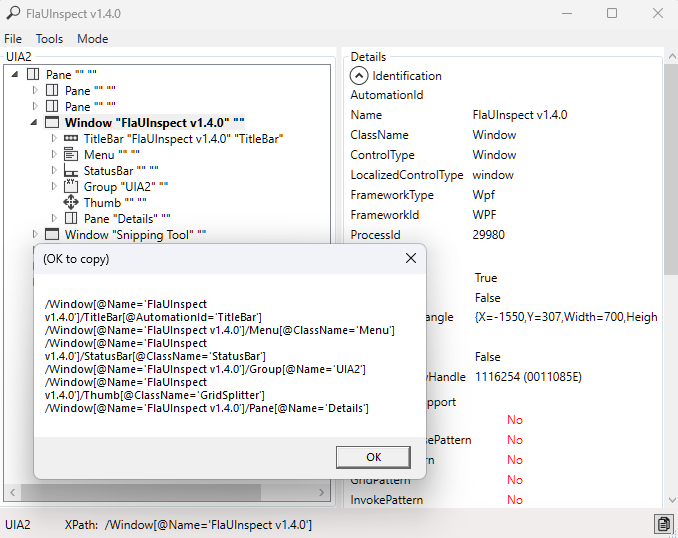 FlaUInspect v1.4.0
File Tools Mode
UIA2
Pane "" ""
Pane "" ""
Pane "" ""
Window "FlaUInspect v1.4.0" ""
TitleBar "FlaUInspect v1.4.0" "TitleBar"
Menu "" ""
StatusBar "" ""
Group "UIA2" ""
Thumb "" ""
Pane "Details" ""
Window "Snipping Tool" ""
Details
Identification
AutomationId
Name FlaUInspect v1.4.0
ClassName Window
ControlType Window
LocalizedControlType window
FrameworkType Wpf
FrameworkId WPF
ProcessId 29980
True
False
angle {X=-1550,Y=307,Width=700,Heigh
False
yHandle 1116254 (0011085E)
upport
No
sePattern No
rn No
GridPattern No
InvokePattern No
(OK to copy)
/Window[@Name='FlaUInspect
v1.4.0']/TitleBar[@AutomationId='TitleBar']
/Window[@Name='FlaUInspect v1.4.0']/Menu[@ClassName='Menu']
/Window[@Name='FlaUInspect
v1.4.0']/StatusBar[@ClassName='StatusBar']
/Window[@Name='FlaUInspect v1.4.0']/Group[@Name='UIA2']
/Window[@Name='FlaUInspect
v1.4.0']/Thumb[@ClassName='GridSplitter']
/Window[@Name='FlaUInspect v1.4.0']/Pane[@Name='Details']
OK
UIA2 XPath: /Window[@Name='FlaUInspect v1.4.0']